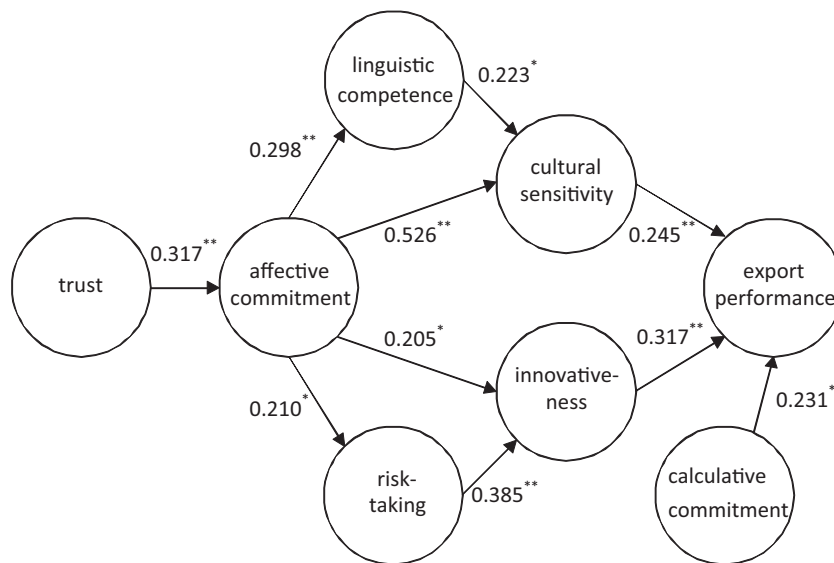 linguistic
competence
0.223*
0.298**
cultural
sensitivity
0.526**
0.245**
0.317**
trust
affective
commitment
export
performance
0.205*
0.317**
innovative-
ness
0.210*
0.231*
risk-
taking
0.385**
calculative
commitment